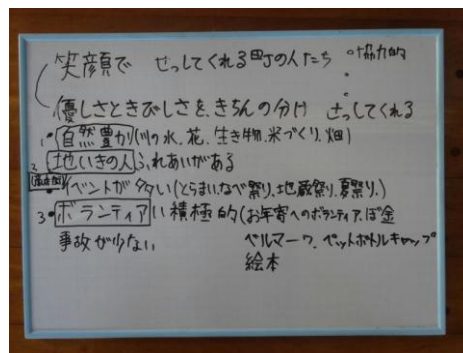 笑顔で せっしてくれる町の人たち ◦協力的
優しさときびしさを、きちんの分け せっしてくれる
1 •自然豊か(川の水、花、生き物、米づくり、畑)
2 地いきの人 ふれあいがある
イベントが多い(とらまいなべ祭り、地蔵祭り、夏祭り、)
3 •ボランティアい積極的(お年寄へのボランティア、ぼ金
事故が少ない ベルマーク、ペットボトルキャップ
絵本